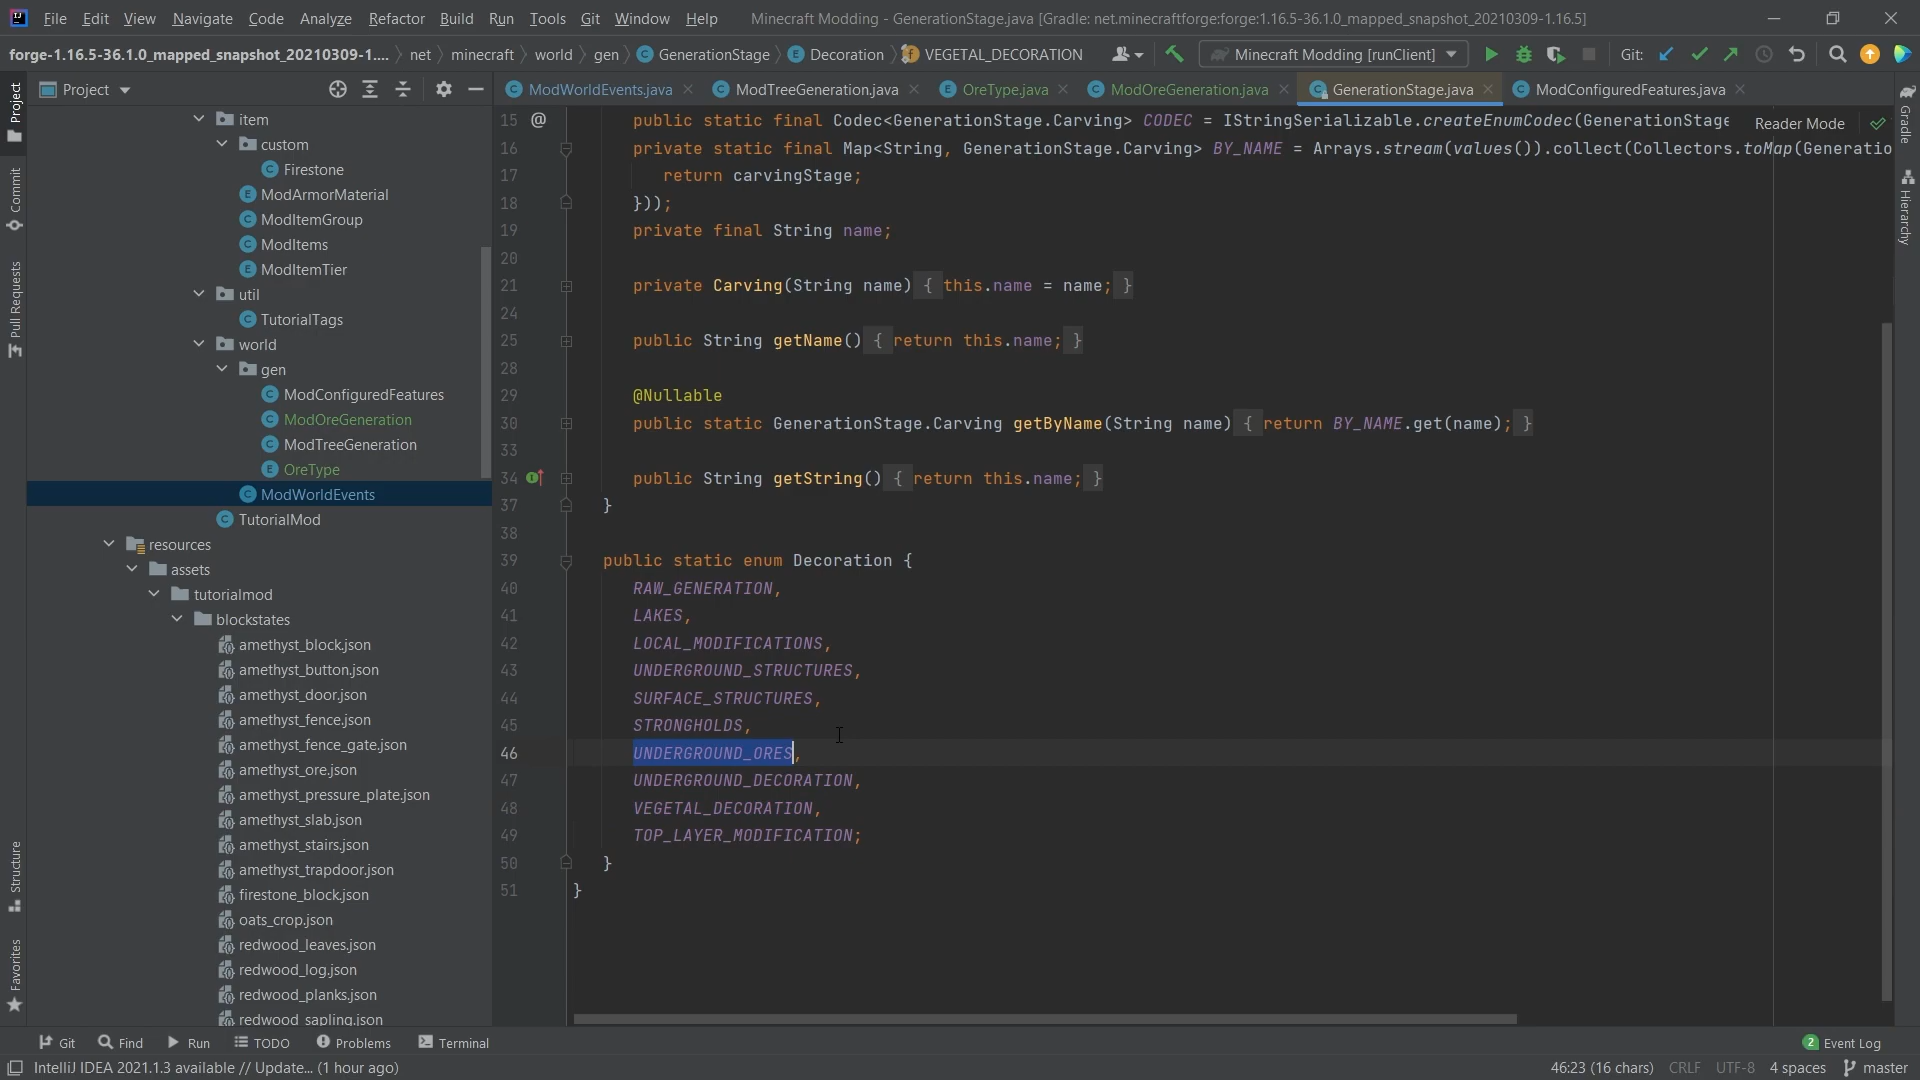 File Edit View Navigate Code Analyze Refactor Build Run Tools Git Window Help Minecraft Modding - GenerationStage.java [Gradle: net.minecraftforge:forge:1.16.5-36.1.0_mapped_snapshot_20210309-1.16.5]
forge-1.16.5-36.1.0_mapped_snapshot_20210309-1.... net minecraft world gen GenerationStage Decoration VEGETAL_DECORATION Minecraft Modding [runClient] Git:
Project
ModWorldEvents.java ModTreeGeneration.java OreType.java ModOreGeneration.java GenerationStage.java ModConfiguredFeatures.java
Reader Mode
Project
Commit
Pull Requests
Structure
Favorites
item
custom
Firestone
ModArmorMaterial
ModItemGroup
ModItems
ModItemTier
util
TutorialTags
world
gen
ModConfiguredFeatures
ModOreGeneration
ModTreeGeneration
OreType
ModWorldEvents
TutorialMod
resources
assets
tutorialmod
blockstates
amethyst_block.json
amethyst_button.json
amethyst_door.json
amethyst_fence.json
amethyst_fence_gate.json
amethyst_ore.json
amethyst_pressure_plate.json
amethyst_slab.json
amethyst_stairs.json
amethyst_trapdoor.json
firestone_block.json
oats_crop.json
redwood_leaves.json
redwood_log.json
redwood_planks.json
redwood_sapling.json
15 @ public static final Codec<GenerationStage.Carving> CODEC = IStringSerializable.createEnumCodec(GenerationStage
16 private static final Map<String, GenerationStage.Carving> BY_NAME = Arrays.stream(values()).collect(Collectors.toMap(Generatio
17 return carvingStage;
18 }));
19 private final String name;
20
21 private Carving(String name) { this.name = name; }
24
25 public String getName() { return this.name; }
28
29 @Nullable
30 public static GenerationStage.Carving getByName(String name) { return BY_NAME.get(name); }
33
34 public String getString() { return this.name; }
37 }
38
39 public static enum Decoration {
40 RAW_GENERATION,
41 LAKES,
42 LOCAL_MODIFICATIONS,
43 UNDERGROUND_STRUCTURES,
44 SURFACE_STRUCTURES,
45 STRONGHOLDS,
46 UNDERGROUND_ORES,
47 UNDERGROUND_DECORATION,
48 VEGETAL_DECORATION,
49 TOP_LAYER_MODIFICATION;
50 }
51 }
Gradle
Hierarchy
Git Find Run TODO Problems Terminal 2 Event Log
IntelliJ IDEA 2021.1.3 available // Update... (1 hour ago) 46:23 (16 chars) CRLF UTF-8 4 spaces master